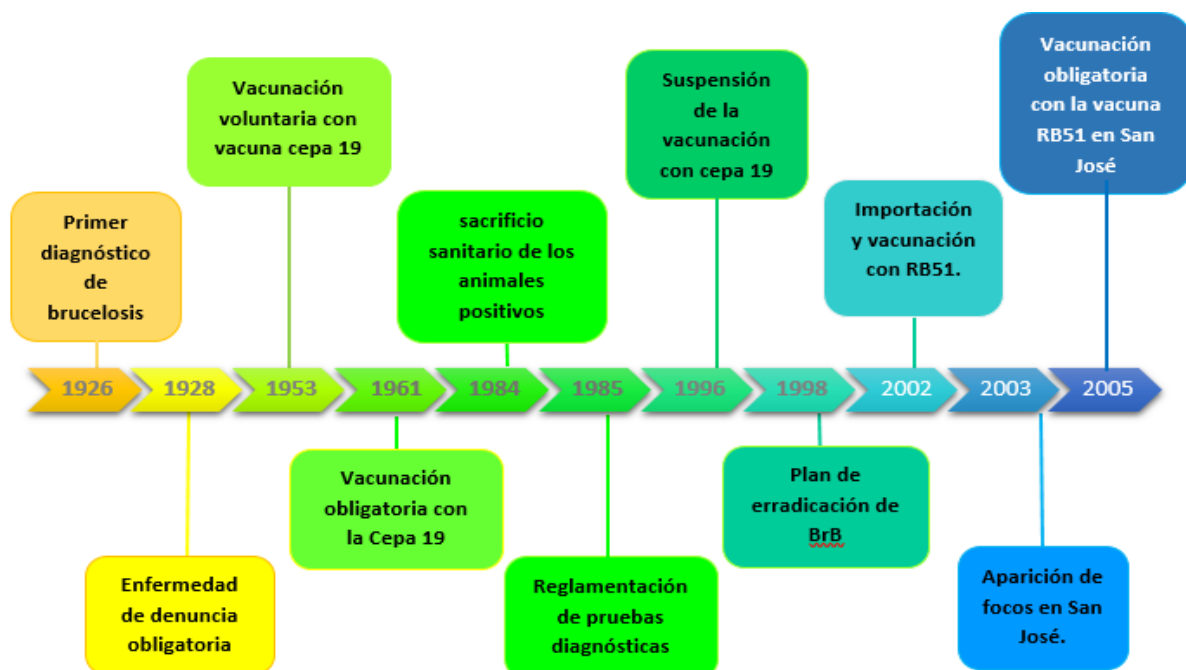 Vacunación
voluntaria con
vacuna cepa 19
Suspensión
de la
vacunación
con cepa 19
Vacunación
obligatoria
con la vacuna
RB51 en San
José
Primer
diagnóstico
de
brucelosis
sacrificio
sanitario de los
animales
positivos
Importación
y vacunación
con RB51.
1926 1928 1953 1961 1984 1985 1996 1998 2002 2003 2005
Vacunación
obligatoria con
la Cepa 19
Plan de
erradicación de
BrB
Enfermedad
de denuncia
obligatoria
Reglamentación
de pruebas
diagnósticas
Aparición de
focos en San
José.